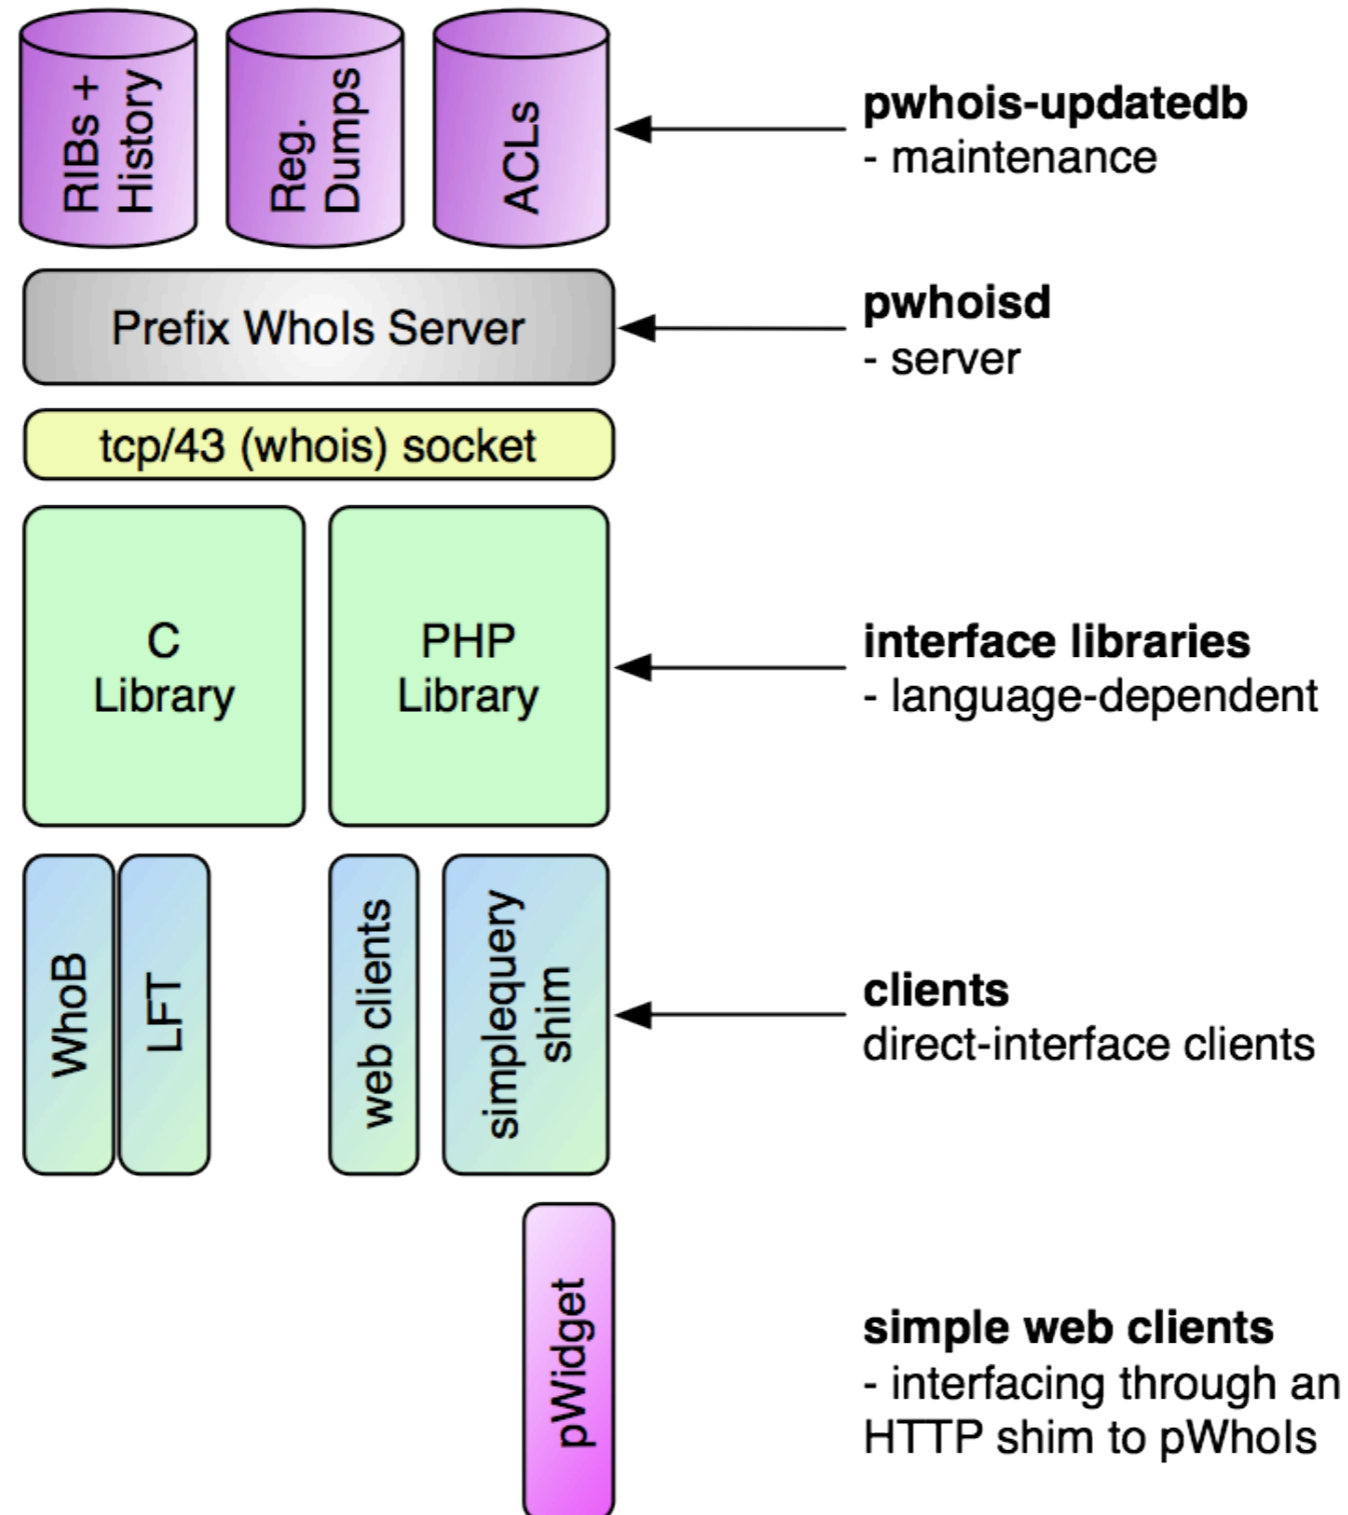 RIBs +
History
Reg.
Dumps
ACLs
pwhois-updatedb
- maintenance
Prefix WhoIs Server
pwhoisd
- server
tcp/43 (whois) socket
C
Library
PHP
Library
interface libraries
- language-dependent
WhoB
LFT
web clients
simplequery
shim
clients
direct-interface clients
pWidget
simple web clients
- interfacing through an
HTTP shim to pWhoIs